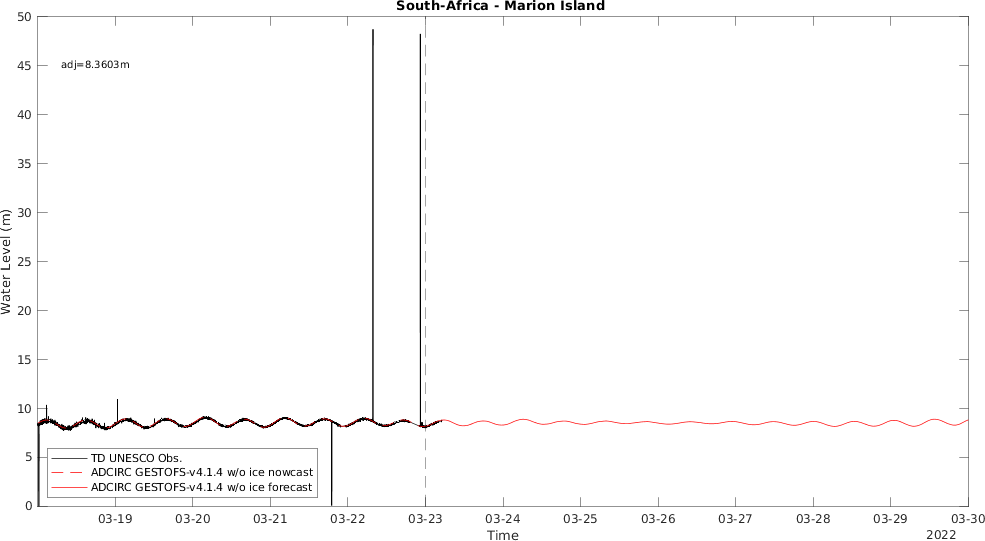 South-Africa - Marion Island
adj=8.3603m
Water Level (m)
50
45
40
35
30
25
20
15
10
5
0
TD UNESCO Obs.
ADCIRC GESTOFS-v4.1.4 w/o ice nowcast
ADCIRC GESTOFS-v4.1.4 w/o ice forecast
03-19 03-20 03-21 03-22 03-23 03-24 03-25 03-26 03-27 03-28 03-29 03-30
Time
2022